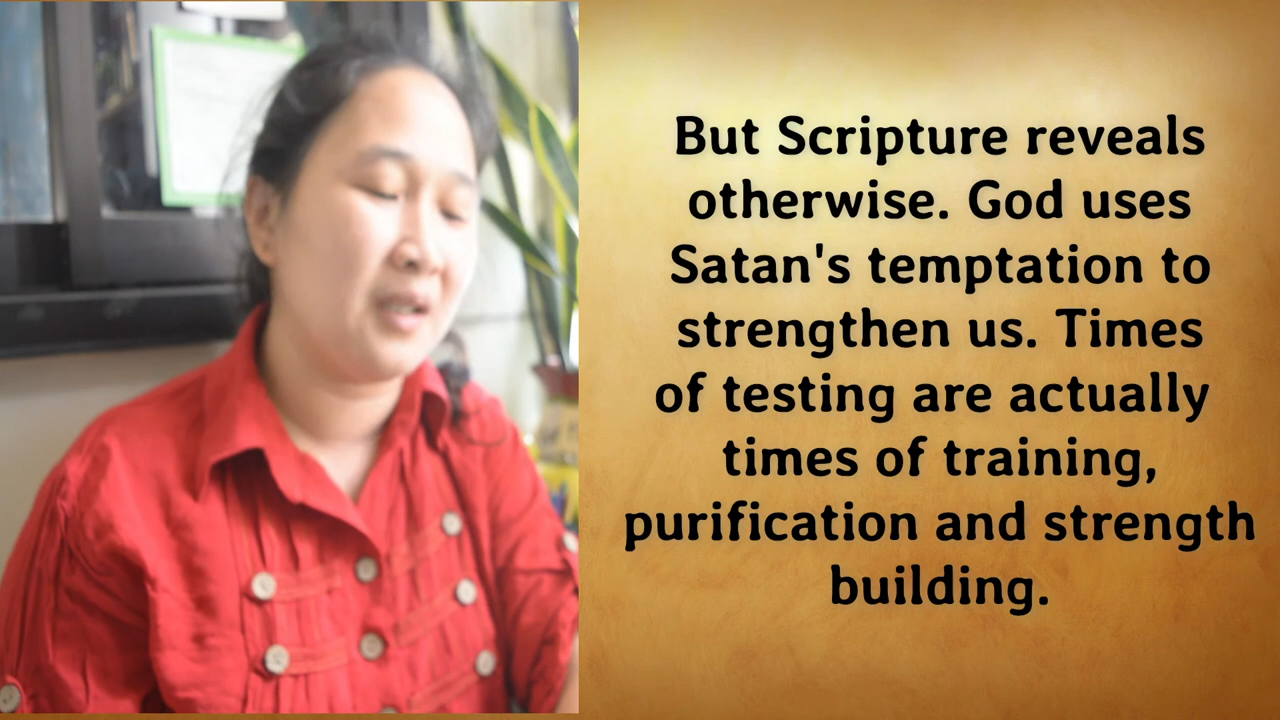 But Scripture reveals
otherwise. God uses
Satan's temptation to
strengthen us. Times
of testing are actually
times of training,
purification and strength
building.